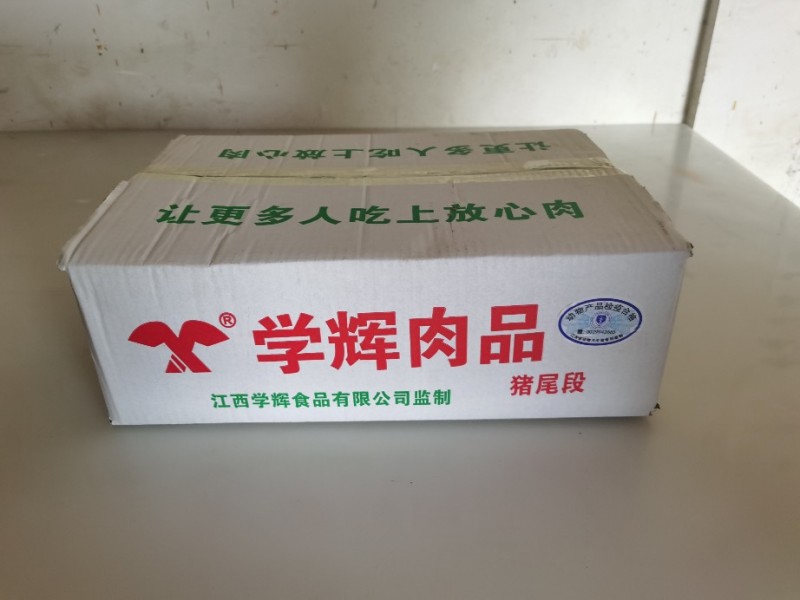 让更多人吃上放心肉
让更多人吃上放心肉
® 学辉肉品
动物产品检疫合格
猪尾段
江西学辉食品有限公司监制